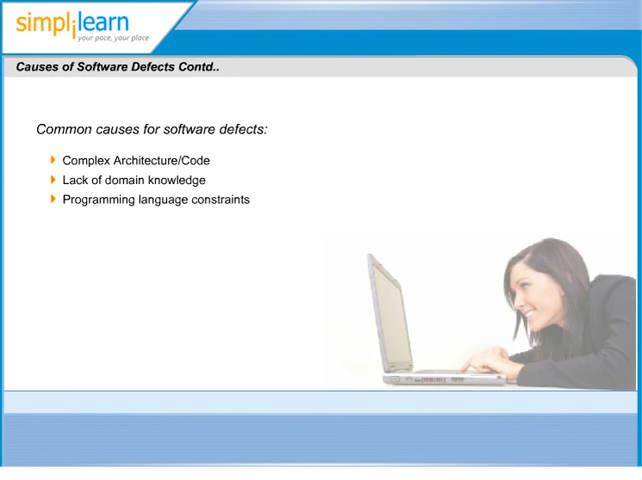 simplilearn
your pace, your place
Causes of Software Defects Contd..
Common causes for software defects:
Complex Architecture/Code
Lack of domain knowledge
Programming language constraints